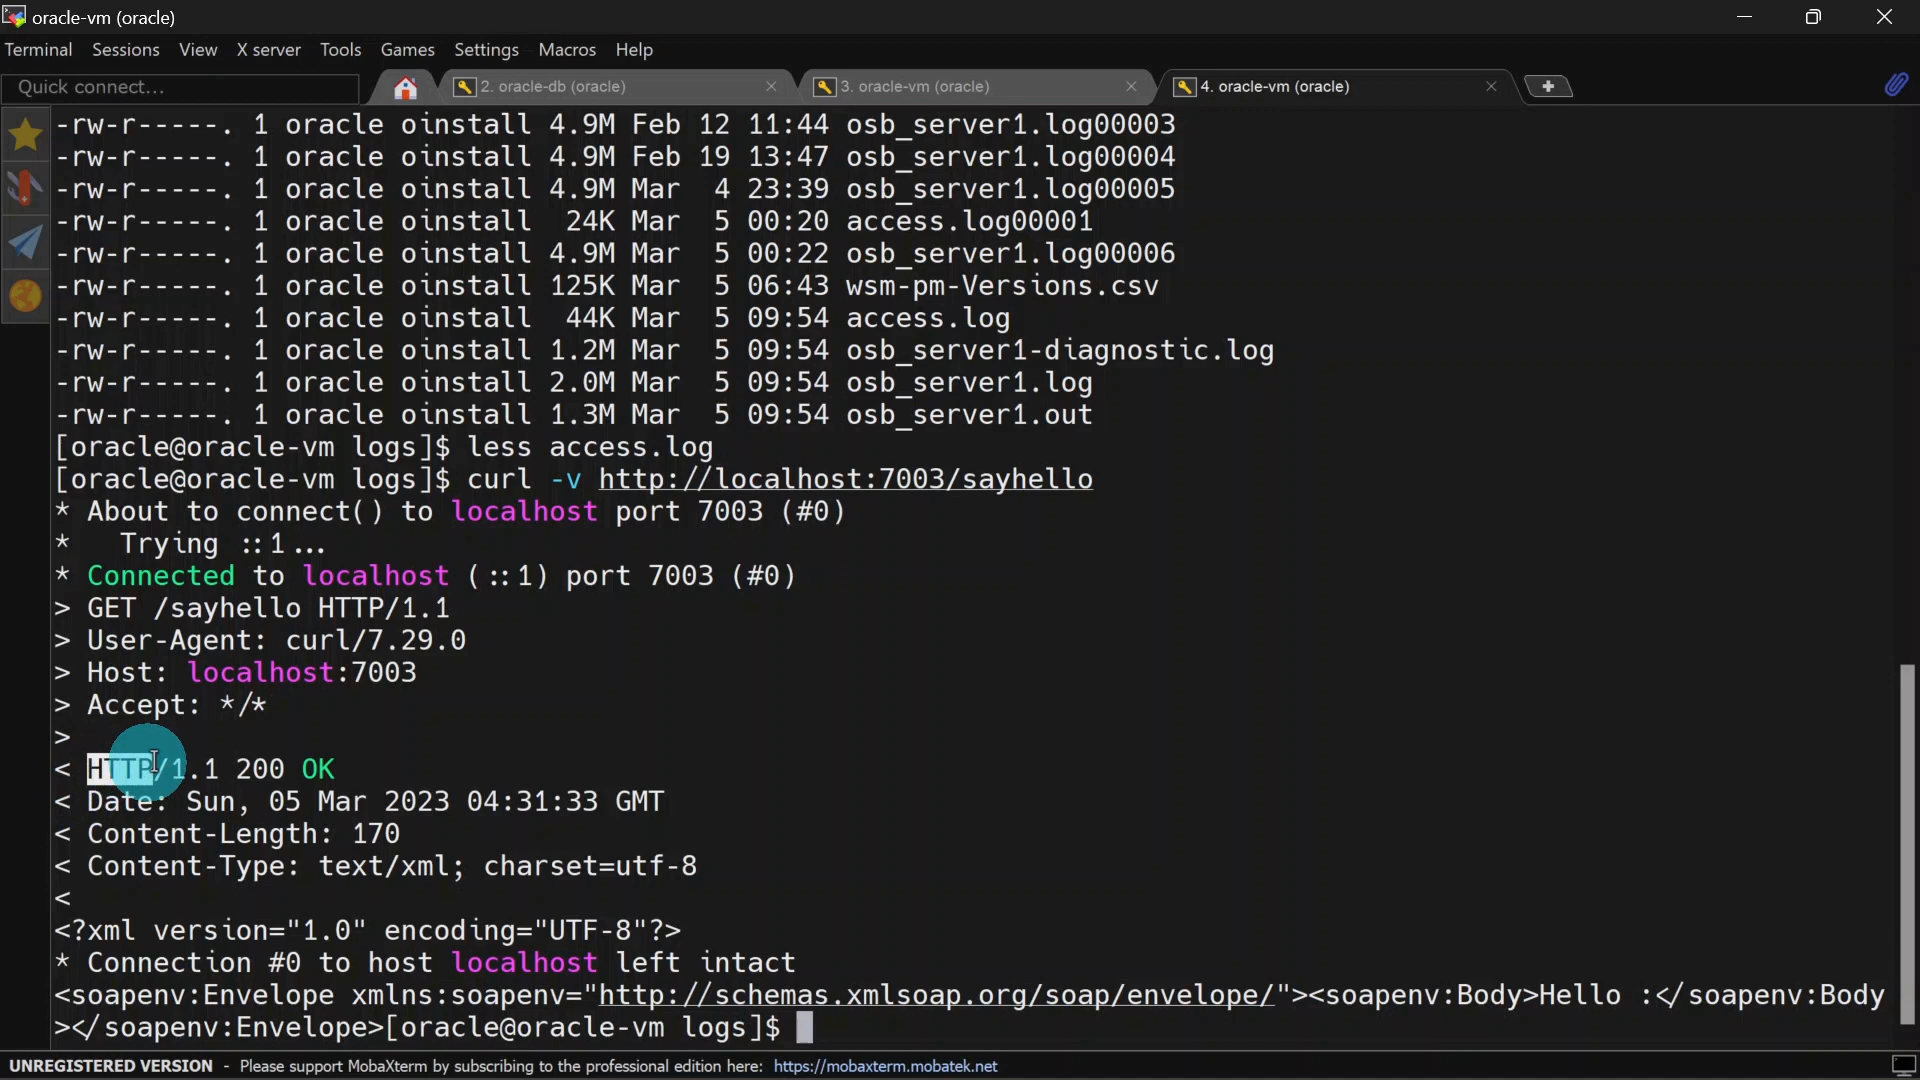 oracle-vm (oracle)
Terminal Sessions View X server Tools Games Settings Macros Help
Quick connect... 2. oracle-db (oracle) 3. oracle-vm (oracle) 4. oracle-vm (oracle)
-rw-r-----. 1 oracle oinstall 4.9M Feb 12 11:44 osb_server1.log00003
-rw-r-----. 1 oracle oinstall 4.9M Feb 19 13:47 osb_server1.log00004
-rw-r-----. 1 oracle oinstall 4.9M Mar  4 23:39 osb_server1.log00005
-rw-r-----. 1 oracle oinstall  24K Mar  5 00:20 access.log00001
-rw-r-----. 1 oracle oinstall 4.9M Mar  5 00:22 osb_server1.log00006
-rw-r-----. 1 oracle oinstall 125K Mar  5 06:43 wsm-pm-Versions.csv
-rw-r-----. 1 oracle oinstall  44K Mar  5 09:54 access.log
-rw-r-----. 1 oracle oinstall 1.2M Mar  5 09:54 osb_server1-diagnostic.log
-rw-r-----. 1 oracle oinstall 2.0M Mar  5 09:54 osb_server1.log
-rw-r-----. 1 oracle oinstall 1.3M Mar  5 09:54 osb_server1.out
[oracle@oracle-vm logs]$ less access.log
[oracle@oracle-vm logs]$ curl -v http://localhost:7003/sayhello
* About to connect() to localhost port 7003 (#0)
*   Trying ::1...
* Connected to localhost (::1) port 7003 (#0)
> GET /sayhello HTTP/1.1
> User-Agent: curl/7.29.0
> Host: localhost:7003
> Accept: */*
>
< HTTP/1.1 200 OK
< Date: Sun, 05 Mar 2023 04:31:33 GMT
< Content-Length: 170
< Content-Type: text/xml; charset=utf-8
<
<?xml version="1.0" encoding="UTF-8"?>
* Connection #0 to host localhost left intact
<soapenv:Envelope xmlns:soapenv="http://schemas.xmlsoap.org/soap/envelope/"><soapenv:Body>Hello :</soapenv:Body
></soapenv:Envelope>[oracle@oracle-vm logs]$
UNREGISTERED VERSION - Please support MobaXterm by subscribing to the professional edition here: https://mobaxterm.mobatek.net